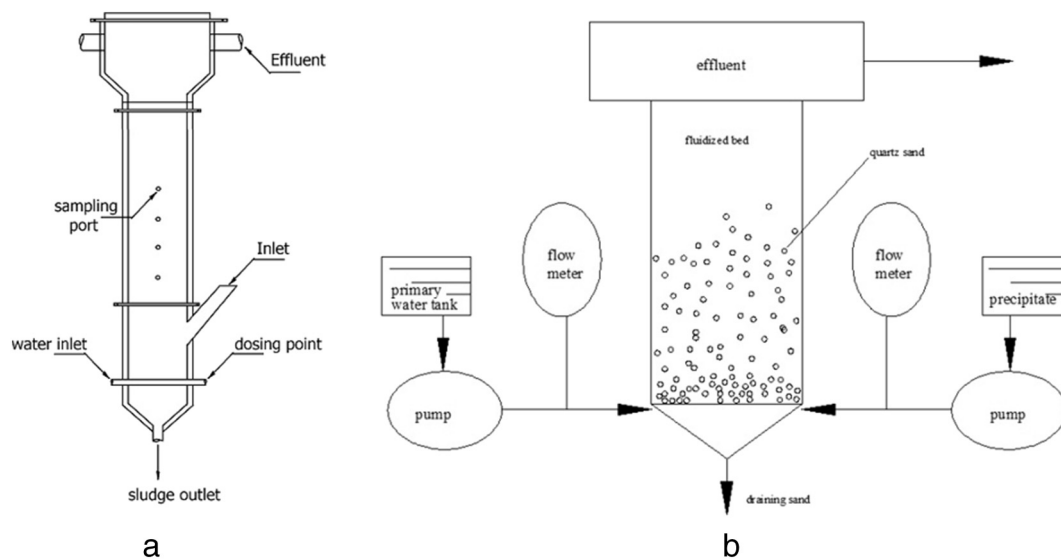 Effluent
sampling
port
Inlet
water inlet
dosing point
sludge outlet
a
effluent
fluidized bed
quartz sand
flow
meter
flow
meter
primary
water tank
precipitate
pump
pump
draining sand
b